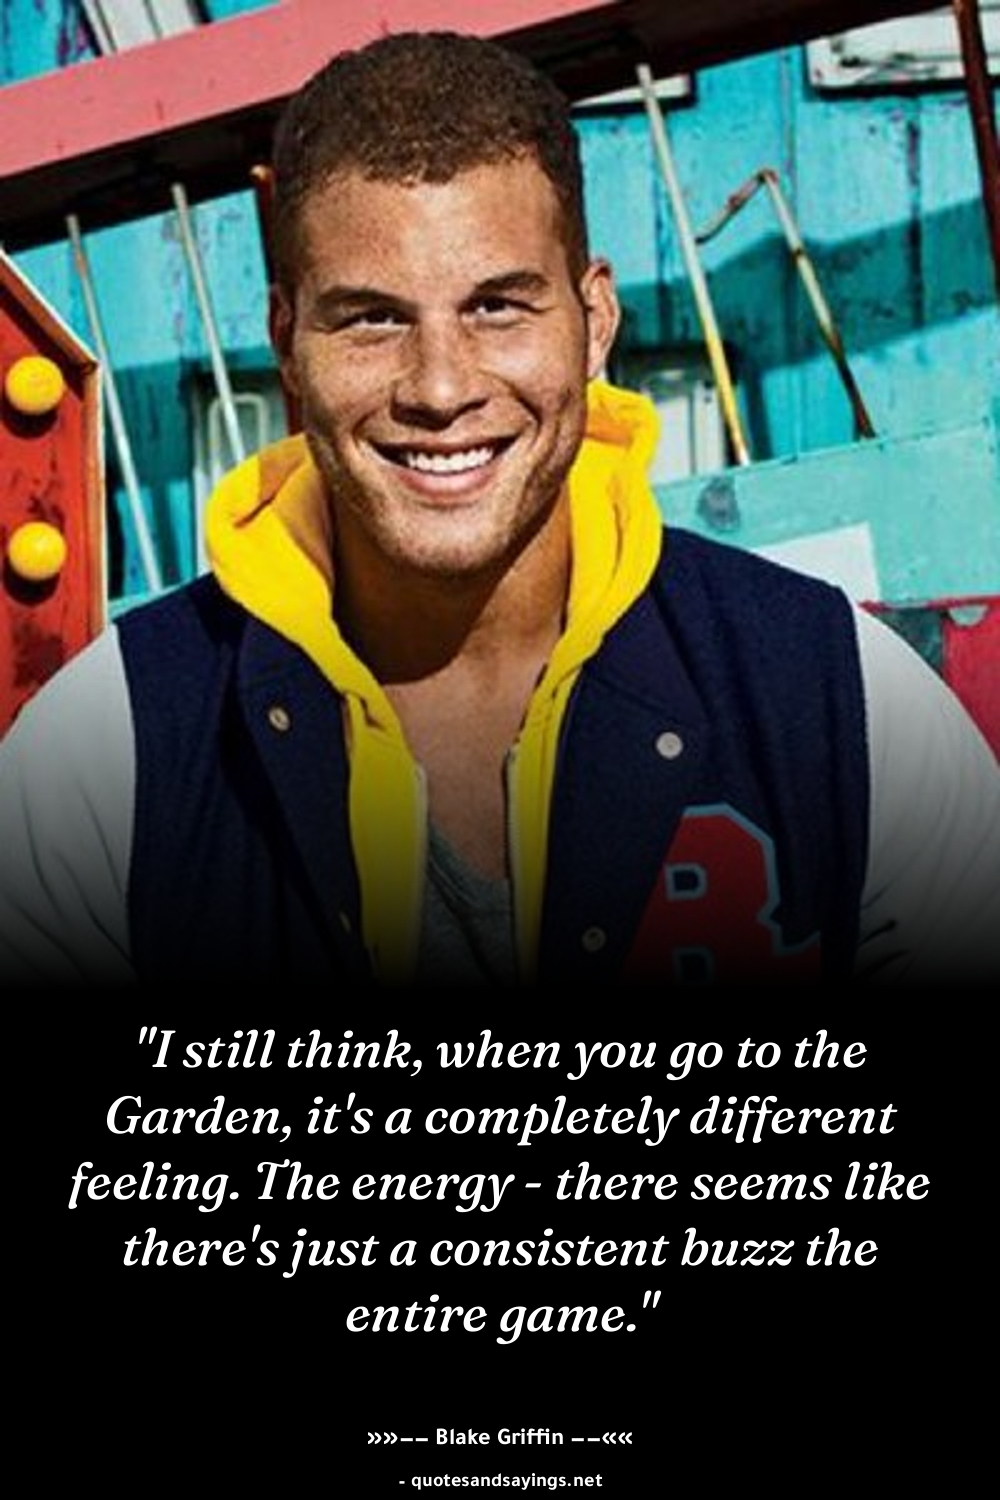 R
"I still think, when you go to the
Garden, it's a completely different
feeling. The energy - there seems like
there's just a consistent buzz the
entire game."
»»−− Blake Griffin −−««
- quotesandsayings.net